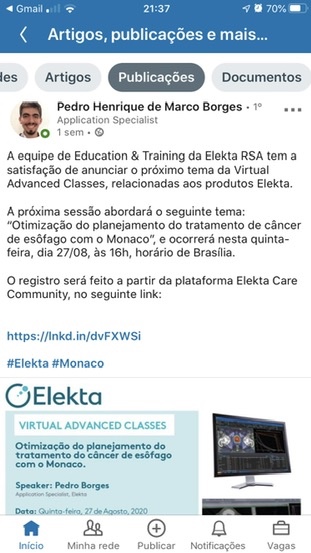 Gmail
21:37
70%
Artigos, publicações e mais...
Artigos
Publicações
Documentos
Pedro Henrique de Marco Borges • 1º
Application Specialist
1 sem •
A equipe de Education & Training da Elekta RSA tem a
satisfação de anunciar o próximo tema da Virtual
Advanced Classes, relacionadas aos produtos Elekta.
A próxima sessão abordará o seguinte tema:
“Otimização do planejamento do tratamento de câncer
de esôfago com o Monaco”, e ocorrerá nesta quinta-
feira, dia 27/08, às 16h, horário de Brasília.
O registro será feito a partir da plataforma Elekta Care
Community, no seguinte link:
https://lnkd.in/dvFXWSi
#Elekta #Monaco
Elekta
VIRTUAL ADVANCED CLASSES
Otimização do planejamento do
tratamento do câncer de esôfago
com o Monaco.
Speaker: Pedro Borges
Application Specialist, Elekta
Data: Quinta-feira, 27 de Agosto, 2020
Início
Minha rede
Publicar
Notificações
Vagas